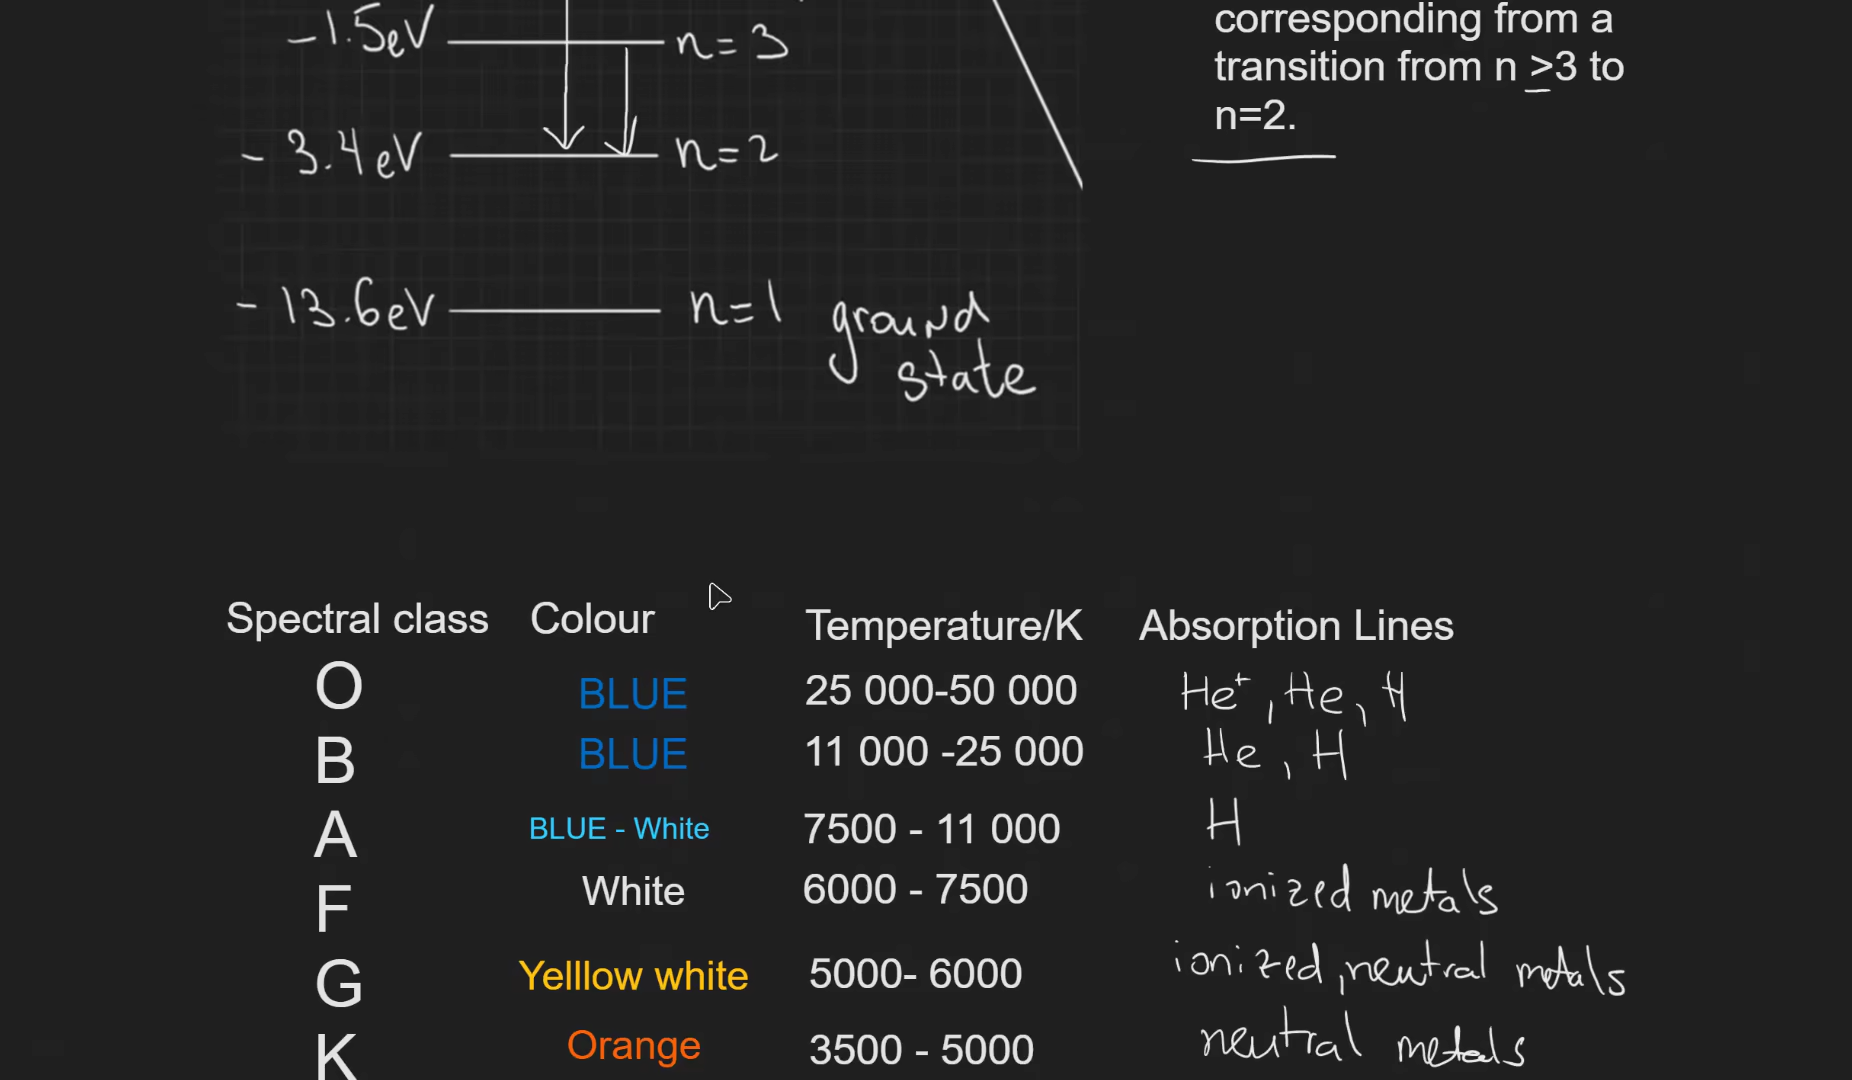 -1.5eV n=3
-3.4eV n=2
-13.6eV n=1 ground
state
corresponding from a
transition from n >3 to
n=2.
Spectral class Colour Temperature/K Absorption Lines
O BLUE 25 000-50 000 He⁺, He, H
B BLUE 11 000 -25 000 He, H
A BLUE - White 7500 - 11 000 H
F White 6000 - 7500 ionized metals
G Yelllow white 5000- 6000 ionized, neutral metals
K Orange 3500 - 5000 neutral metals